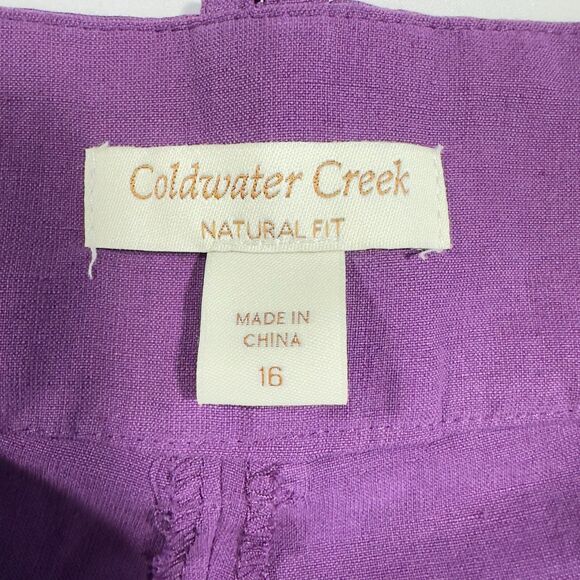 Coldwater Creek
NATURAL FIT
MADE IN
CHINA
16